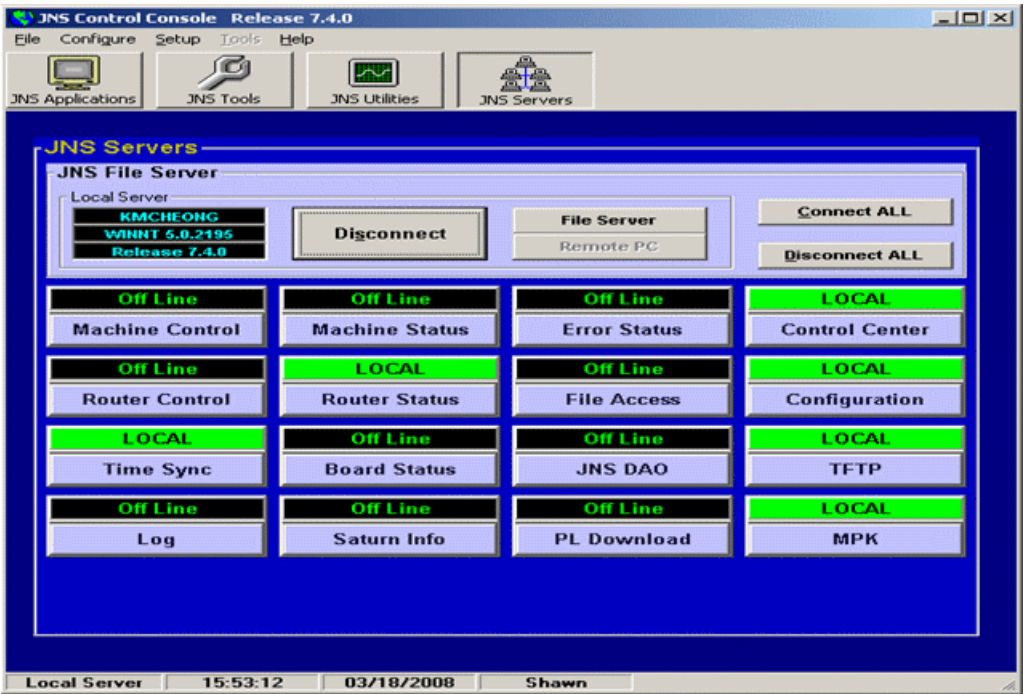 JNS Control Console Release 7.4.0
File Configure Setup Tools Help
JNS Applications JNS Tools JNS Utilities JNS Servers
JNS Servers
JNS File Server
Local Server
KMCHEONG
WINNT 5.0.2195
Release 7.4.0
Disconnect
File Server
Remote PC
Connect ALL
Disconnect ALL
Off Line Off Line Off Line LOCAL
Machine Control Machine Status Error Status Control Center
Off Line LOCAL Off Line LOCAL
Router Control Router Status File Access Configuration
LOCAL Off Line Off Line LOCAL
Time Sync Board Status JNS DAO TFTP
Off Line Off Line Off Line LOCAL
Log Saturn Info PL Download MPK
Local Server 15:53:12 03/18/2008 Shawn